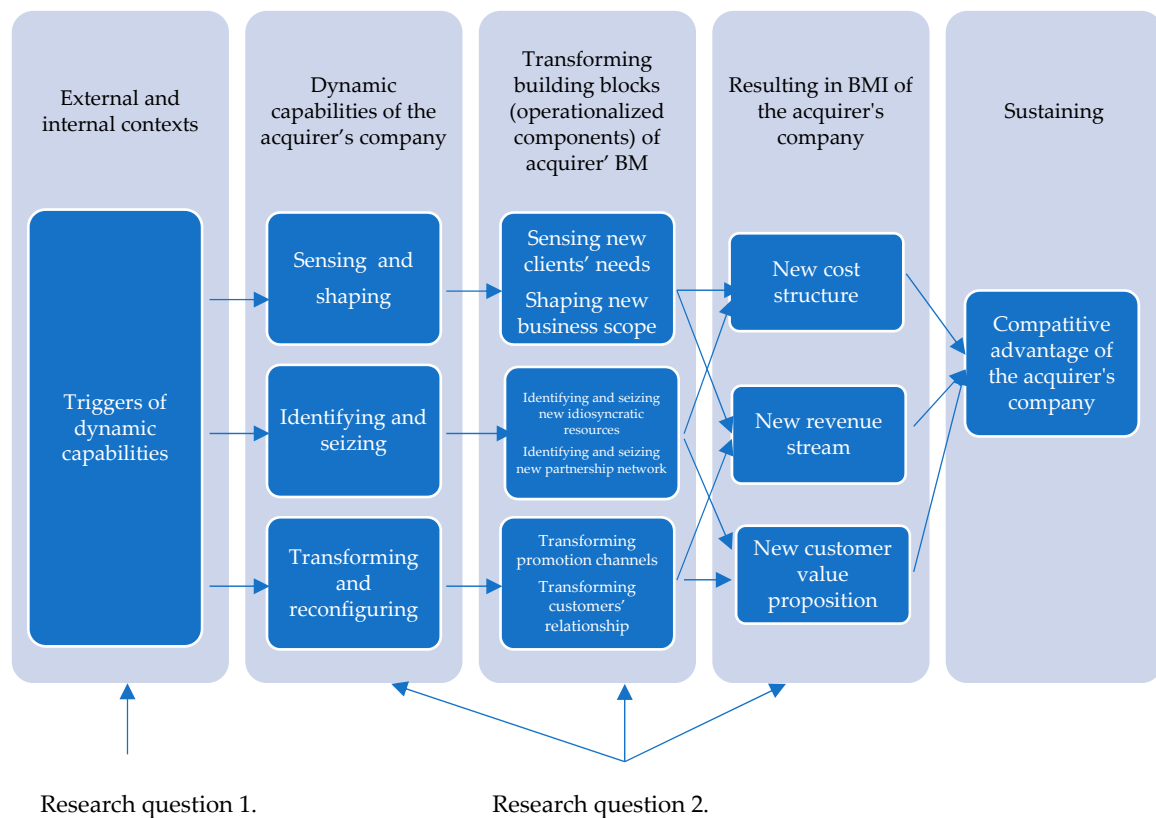 External and
internal contexts
Dynamic
capabilities of the
acquirer’s company
Transforming
building blocks
(operationalized
components) of
acquirer’ BM
Resulting in BMI of
the acquirer's
company
Sustaining
Triggers of
dynamic
capabilities
Sensing and
shaping
Identifying and
seizing
Transforming
and
reconfiguring
Sensing new
clients’ needs
Shaping new
business scope
Identifying and seizing
new idiosyncratic
resources
Identifying and seizing
new partnership network
Transforming
promotion channels
Transforming
customers’
relationship
New cost
structure
New revenue
stream
New customer
value
proposition
Compatitive
advantage of
the acquirer's
company
Research question 1.
Research question 2.